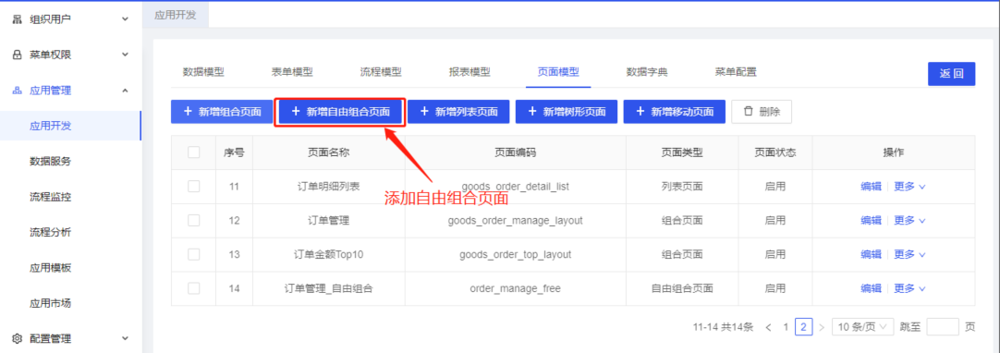 组织用户
菜单权限
应用管理
应用开发
数据服务
流程监控
流程分析
应用模板
应用市场
配置管理
应用开发
数据模型 表单模型 流程模型 报表模型 页面模型 数据字典 菜单配置 返 回
+ 新增组合页面 + 新增自由组合页面 + 新增列表页面 + 新增树形页面 + 新增移动页面 删除
序号 页面名称 页面编码 页面类型 页面状态 操作
11 订单明细列表 goods_order_detail_list 列表页面 启用 编辑 更多
添加自由组合页面
12 订单管理 goods_order_manage_layout 组合页面 启用 编辑 更多
13 订单金额Top10 goods_order_top_layout 组合页面 启用 编辑 更多
14 订单管理_自由组合 order_manage_free 自由组合页面 启用 编辑 更多
11-14 共14条 < 1 2 > 10 条/页 跳至 页